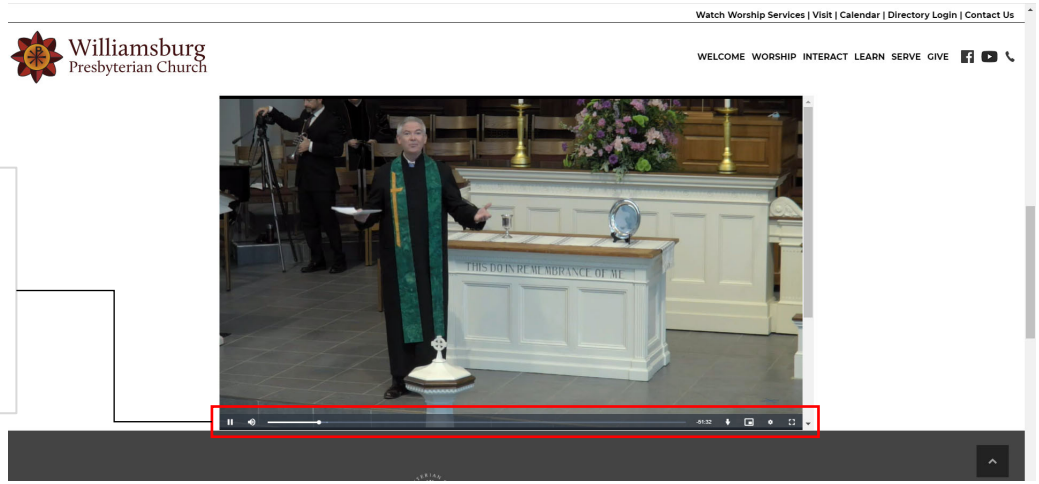 Watch Worship Services | Visit | Calendar | Directory Login | Contact Us
Williamsburg
Presbyterian Church
WELCOME WORSHIP INTERACT LEARN SERVE GIVE
THIS DO IN REMEMBRANCE OF ME
-51:32